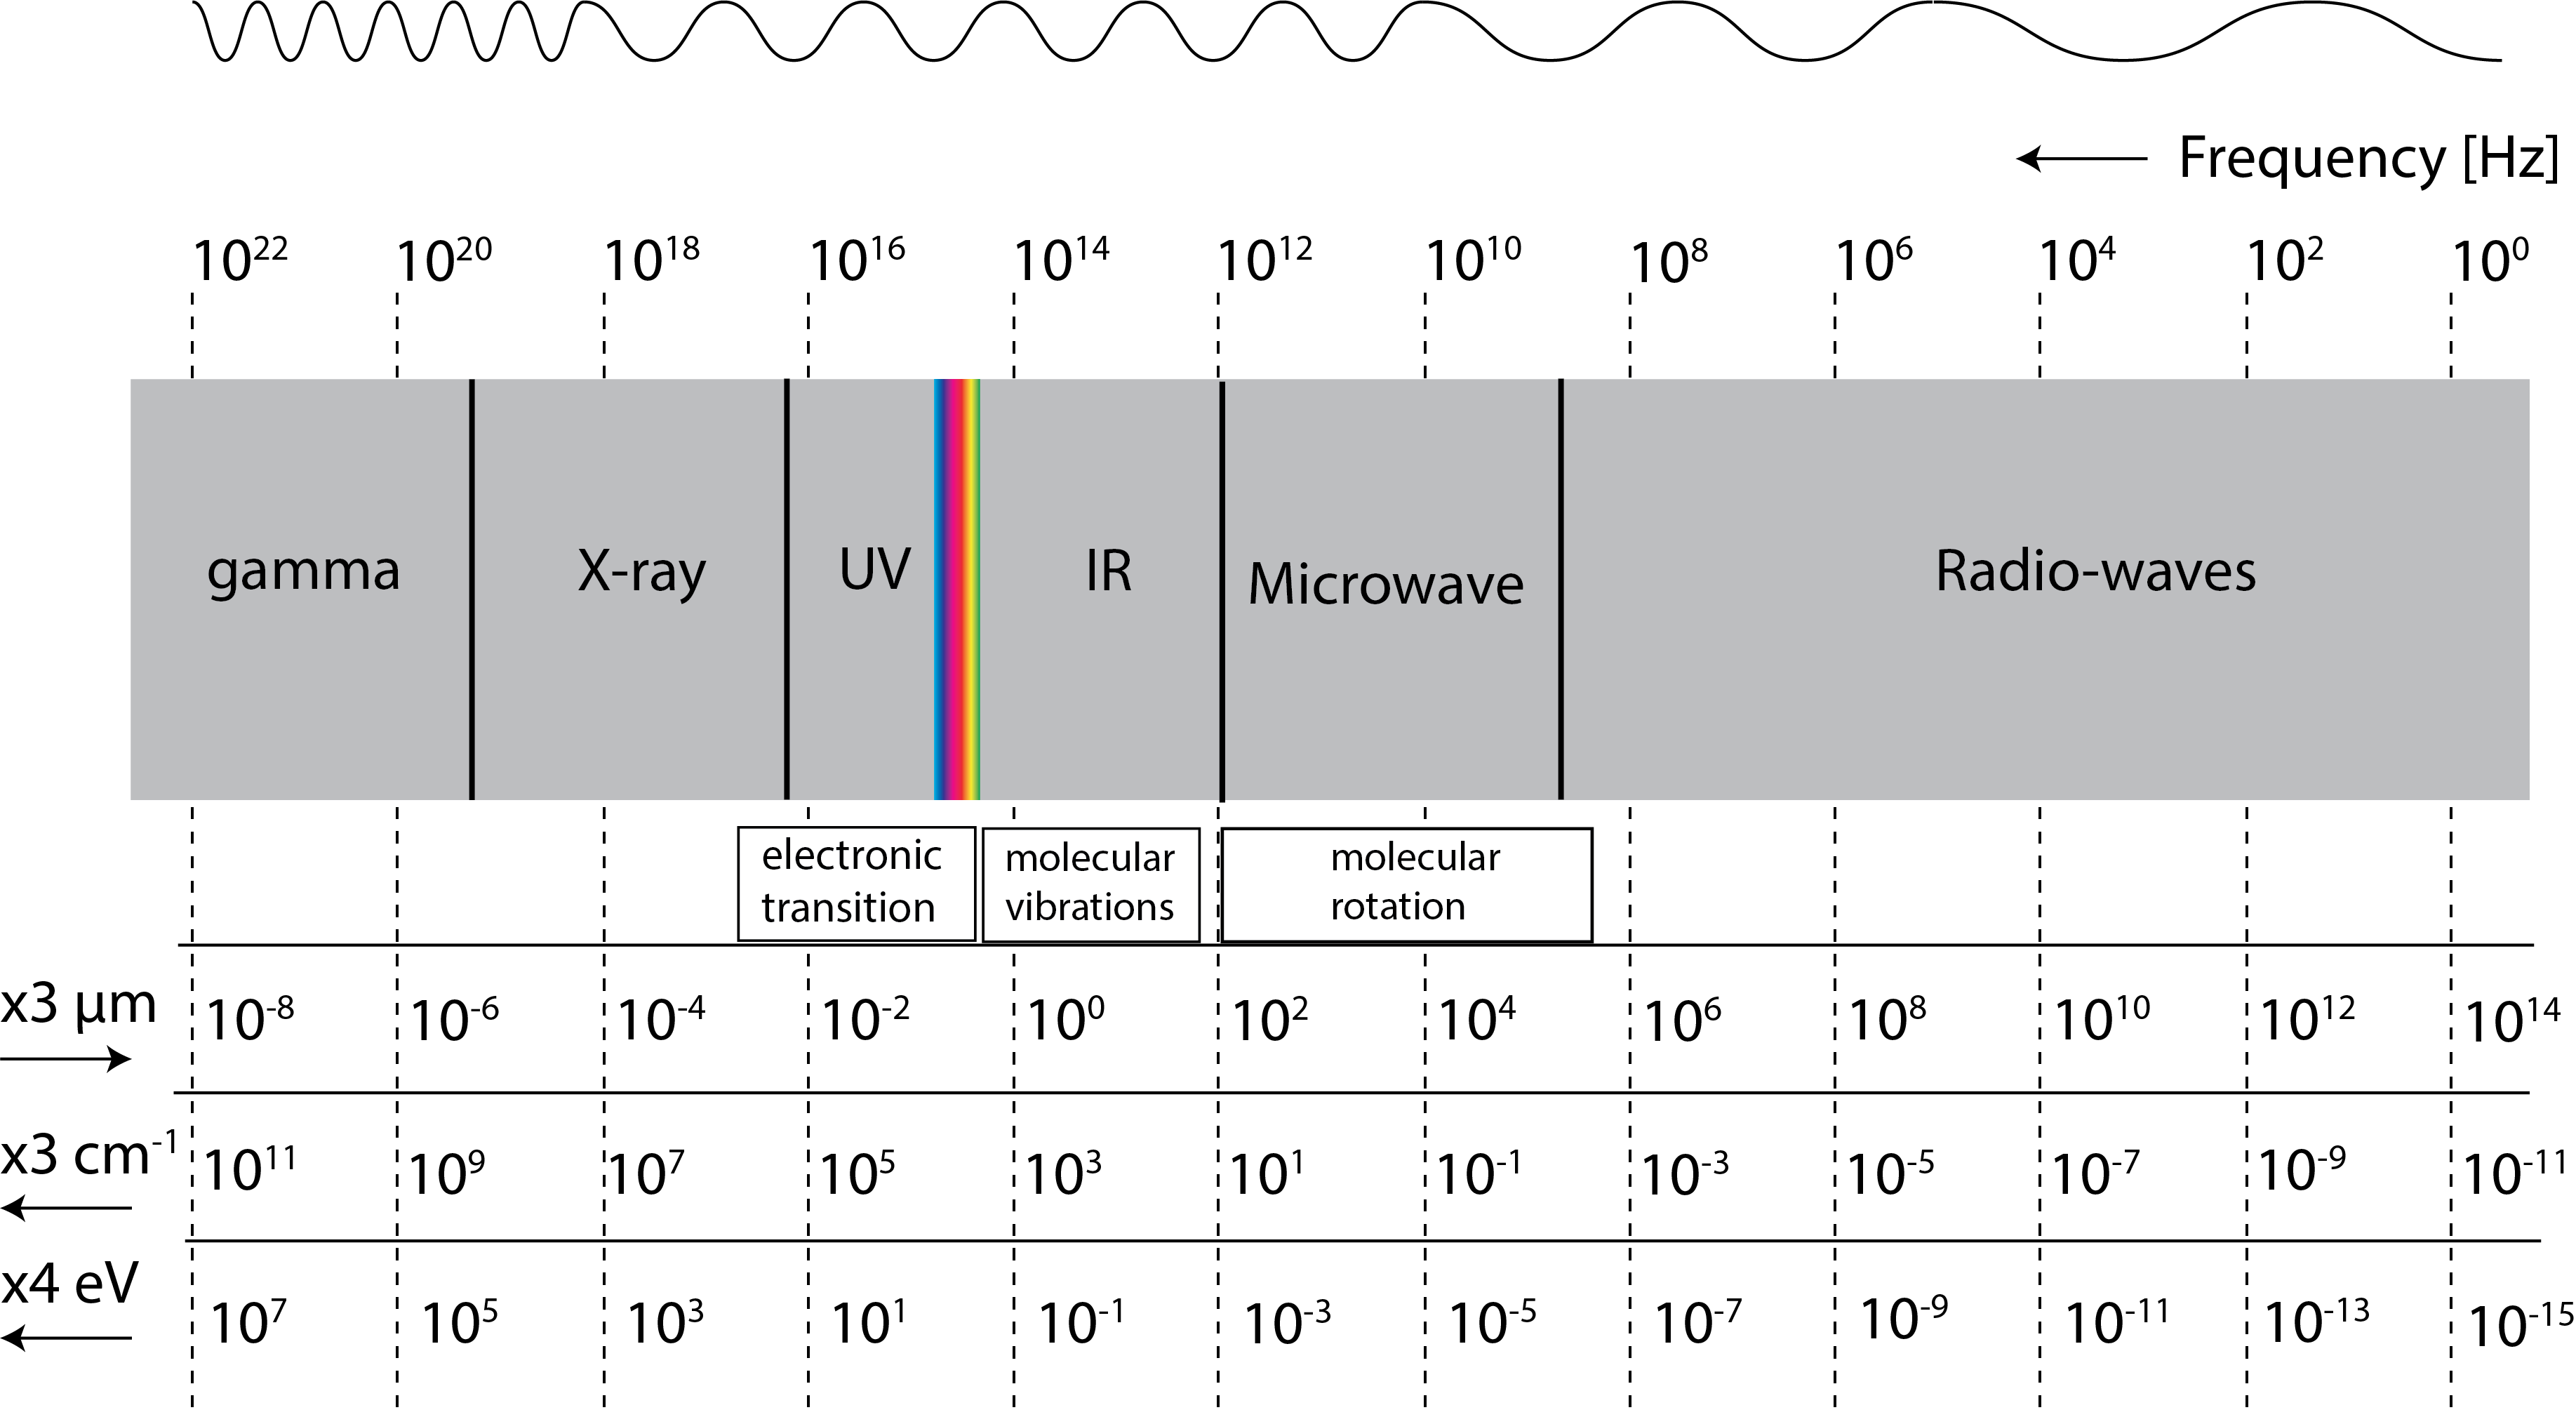 Frequency [Hz]
10²² 10²⁰ 10¹⁸ 10¹⁶ 10¹⁴ 10¹² 10¹⁰ 10⁸ 10⁶ 10⁴ 10² 10⁰
gamma X-ray UV IR Microwave Radio-waves
electronic
transition
molecular
vibrations
molecular
rotation
x3 µm 10⁻⁸ 10⁻⁶ 10⁻⁴ 10⁻² 10⁰ 10² 10⁴ 10⁶ 10⁸ 10¹⁰ 10¹² 10¹⁴
x3 cm⁻¹ 10¹¹ 10⁹ 10⁷ 10⁵ 10³ 10¹ 10⁻¹ 10⁻³ 10⁻⁵ 10⁻⁷ 10⁻⁹ 10⁻¹¹
x4 eV 10⁷ 10⁵ 10³ 10¹ 10⁻¹ 10⁻³ 10⁻⁵ 10⁻⁷ 10⁻⁹ 10⁻¹¹ 10⁻¹³ 10⁻¹⁵